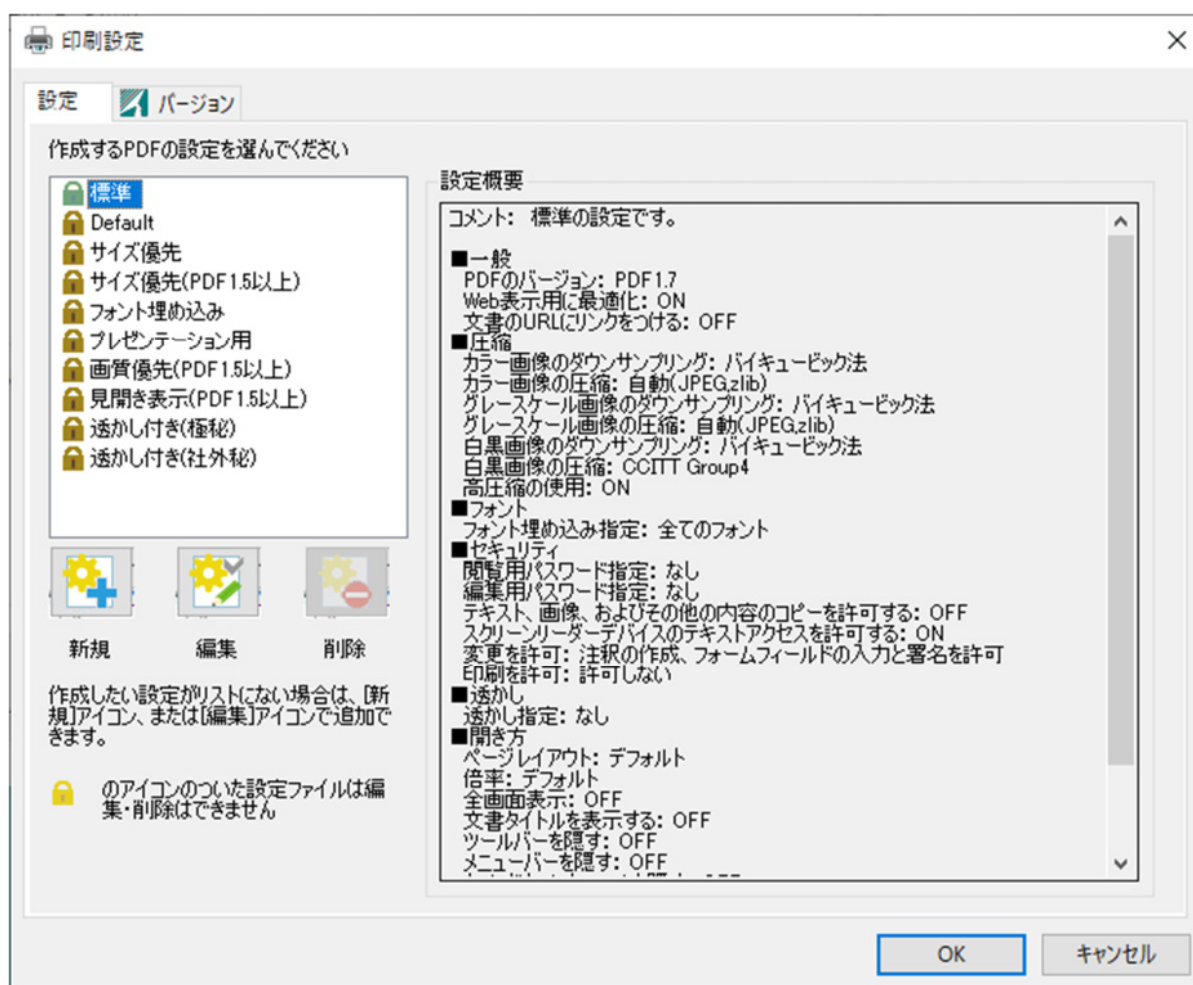 印刷設定
設定
バージョン
作成するPDFの設定を選んでください
標準
Default
サイズ優先
サイズ優先(PDF1.5以上)
フォント埋め込み
プレゼンテーション用
画質優先(PDF1.5以上)
見開き表示(PDF1.5以上)
透かし付き(極秘)
透かし付き(社外秘)
新規
編集
削除
作成したい設定がリストにない場合は、[新
規]アイコン、または[編集]アイコンで追加で
きます。
のアイコンのついた設定ファイルは編
集・削除はできません
設定概要
コメント: 標準の設定です。
■一般
PDFのバージョン: PDF1.7
Web表示用に最適化: ON
文書のURLにリンクをつける: OFF
■圧縮
カラー画像のダウンサンプリング: バイキュービック法
カラー画像の圧縮: 自動(JPEG,zlib)
グレースケール画像のダウンサンプリング: バイキュービック法
グレースケール画像の圧縮: 自動(JPEG,zlib)
白黒画像のダウンサンプリング: バイキュービック法
白黒画像の圧縮: CCITT Group4
高圧縮の使用: ON
■フォント
フォント埋め込み指定: 全てのフォント
■セキュリティ
閲覧用パスワード指定: なし
編集用パスワード指定: なし
テキスト、画像、およびその他の内容のコピーを許可する: OFF
スクリーンリーダーデバイスのテキストアクセスを許可する: ON
変更を許可: 注釈の作成、フォームフィールドの入力と署名を許可
印刷を許可: 許可しない
■透かし
透かし指定: なし
■開き方
ページレイアウト: デフォルト
倍率: デフォルト
全画面表示: OFF
文書タイトルを表示する: OFF
ツールバーを隠す: OFF
メニューバーを隠す: OFF
OK
キャンセル